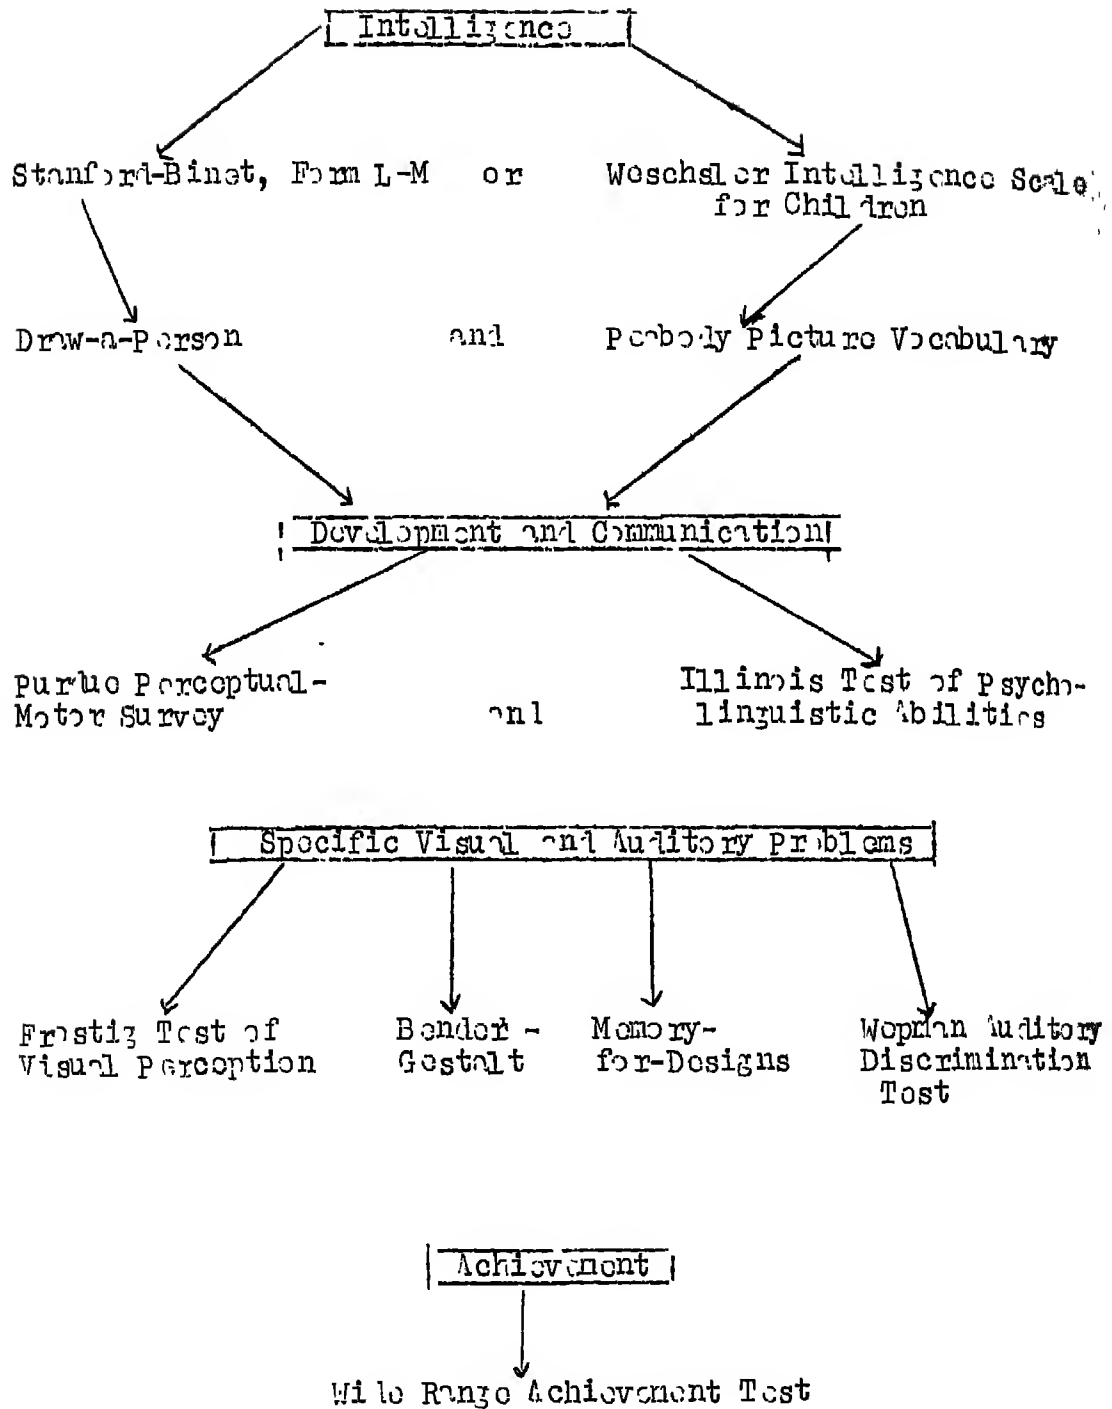 Intelligence
Stanford-Binet, Form L-M or Weschsler Intelligence Scale
for Children
Draw-a-Person and Peabody Picture Vocabulary
Development and Communication
Purdue Perceptual-
Motor Survey
and
Illinois Test of Psycho-
linguistic Abilities
Specific Visual and Auditory Problems
Frostig Test of
Visual Perception
Bender-
Gestalt
Memory-
for-Designs
Wepman Auditory
Discrimination
Test
Achievement
Wide Range Achievement Test